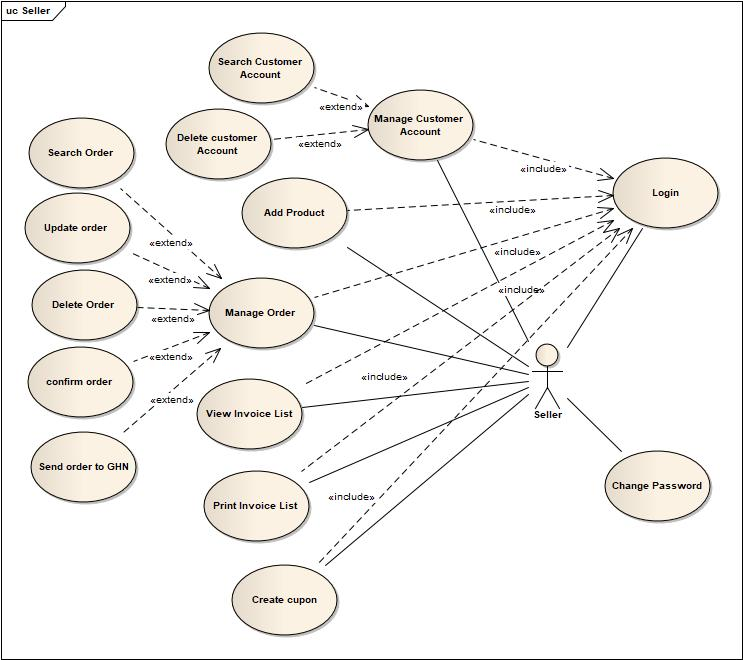 uc Seller
Search Customer
Account
«extend»
Manage Customer
Account
Delete customer
Account
«extend»
Search Order
«include»
Login
Add Product
«include»
Update order
«extend»
«include»
«extend»
«include»
Delete Order
«extend»
Manage Order
«extend»
confirm order
«include»
«extend»
View Invoice List
Seller
Send order to GHN
Change Password
«include»
Print Invoice List
Create cupon